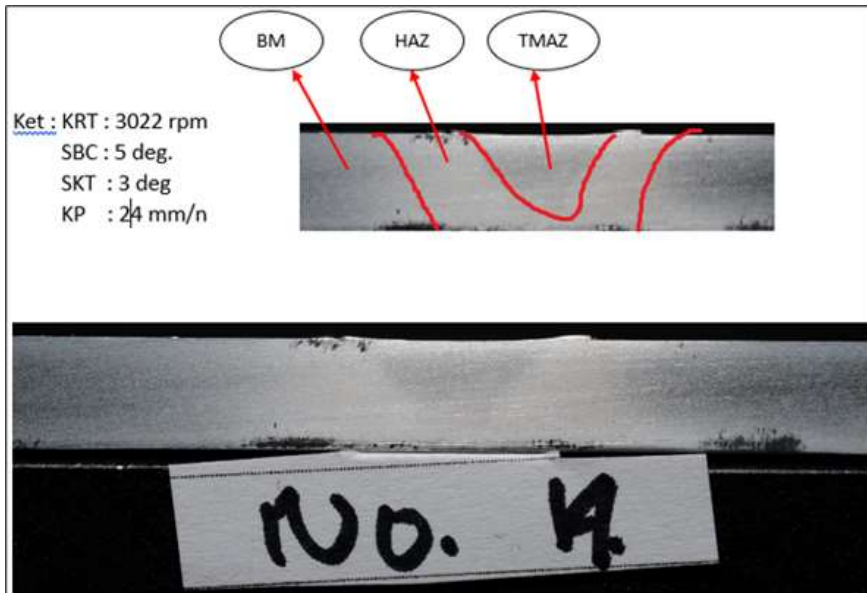 BM HAZ TMAZ
Ket : KRT : 3022 rpm
SBC : 5 deg.
SKT : 3 deg
KP : 24 mm/n
No. 4.